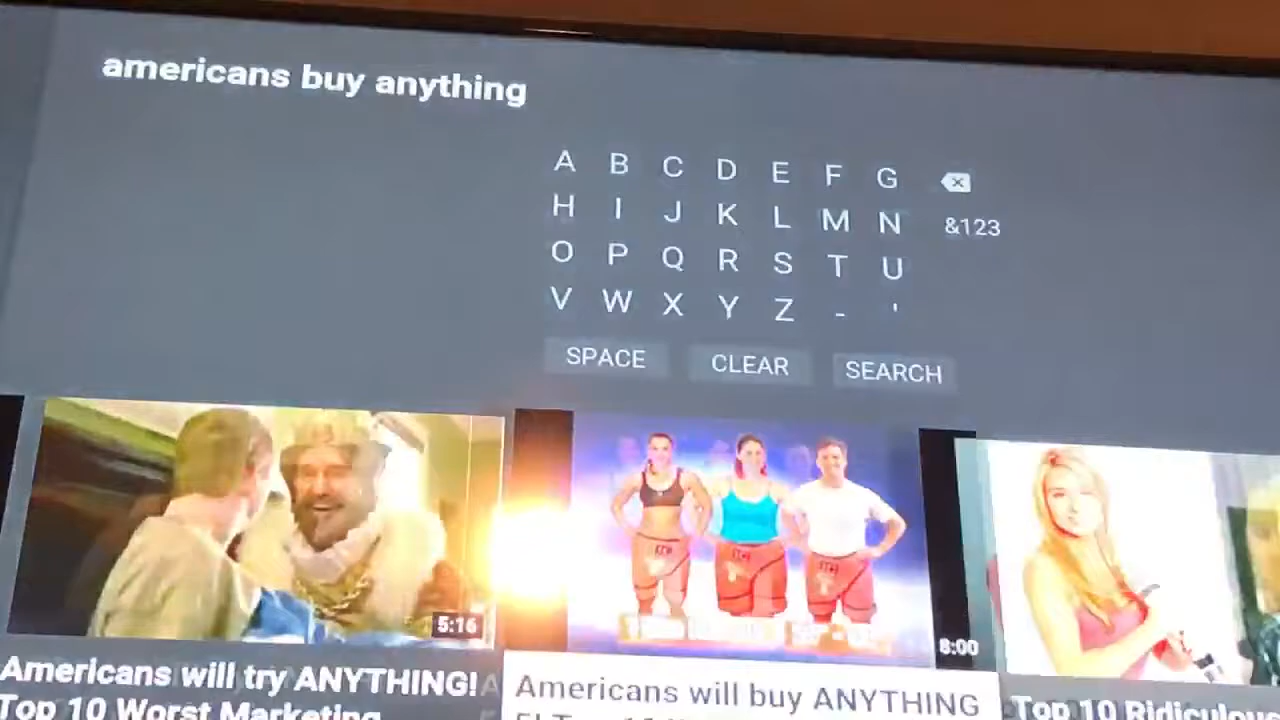 americans buy anything
A B C D E F G
H I J K L M N &123
O P Q R S T U
V W X Y Z - '
SPACE CLEAR SEARCH
5:16
8:00
Americans will try ANYTHING!
Top 10 Worst Marketing
Americans will buy ANYTHING
Top 10 Ridiculous